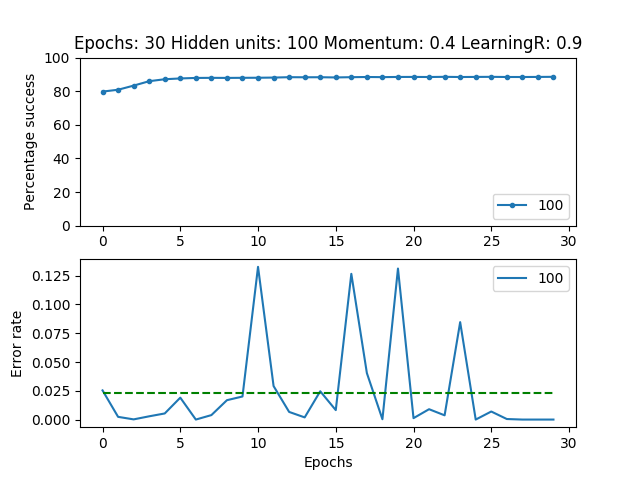 Epochs: 30 Hidden units: 100 Momentum: 0.4 LearningR: 0.9
Percentage success
100
80
60
40
20
0
100
0 5 10 15 20 25 30
Error rate
0.125
0.100
0.075
0.050
0.025
0.000
100
0 5 10 15 20 25 30
Epochs